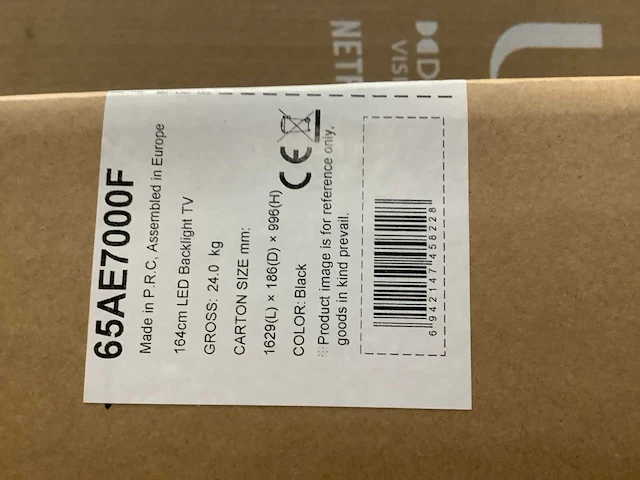 65AE7000F
Made in P.R.C, Assembled in Europe
164cm LED Backlight TV
GROSS: 24.0 kg
CARTON SIZE mm:
1629(L) × 186(D) × 996(H)
COLOR: Black
CE
※Product image is for reference only,
goods in kind prevail.
6 942147 458228